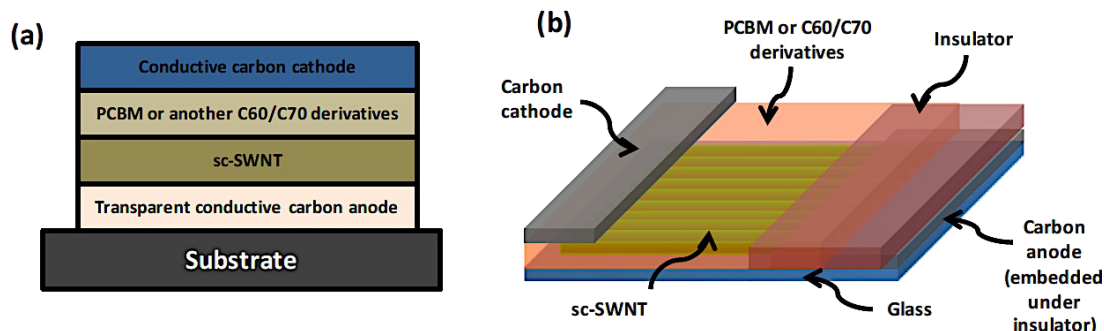 (a)
Conductive carbon cathode
PCBM or another C60/C70 derivatives
sc-SWNT
Transparent conductive carbon anode
Substrate
(b)
PCBM or C60/C70
derivatives
Insulator
Carbon
cathode
sc-SWNT
Glass
Carbon
anode
(embedded
under
insulator)